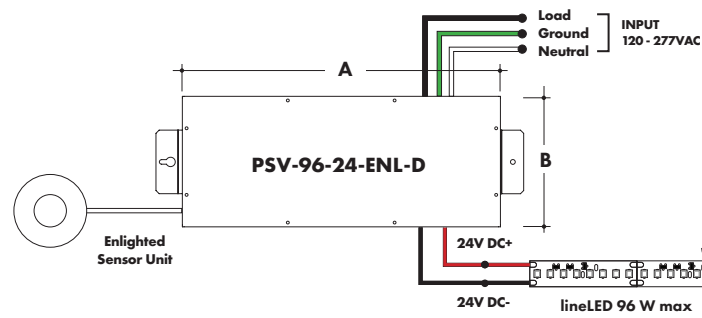 Load
Ground
Neutral
INPUT
120 - 277VAC
A
PSV-96-24-ENL-D
B
Enlighted
Sensor Unit
24V DC+
24V DC-
lineLED 96 W max